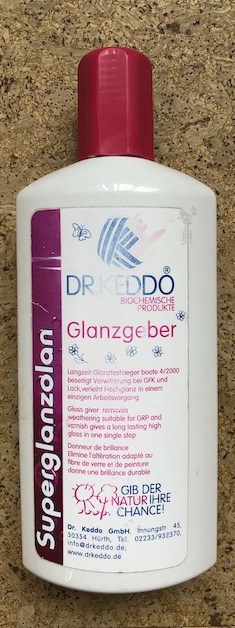 Superglanzolan
DR.KEDDO®
BIOCHEMISCHE
PRODUKTE
Glanzgeber
Langzeit-Glanztestsieger boote 4/2000
beseitigt Verwitterung bei GFK und
Lack,verleiht Hochglanz in einem
einzigen Arbeitsvorgang.
Gloss giver removes
weathering suitable for GRP and
varnish gives a long lasting high
gloss in one single step
Donneur de brillance
Elimine l'altération adapté au
fibre de verre et de peinture
donne une brillance durable
GIB DER
NATUR IHRE
CHANCE!
Dr. Keddo GmbH, Innungstr. 45,
50354 Hürth, Tel. 02233/932370,
info@drkeddo.de,
www.drkeddo.de